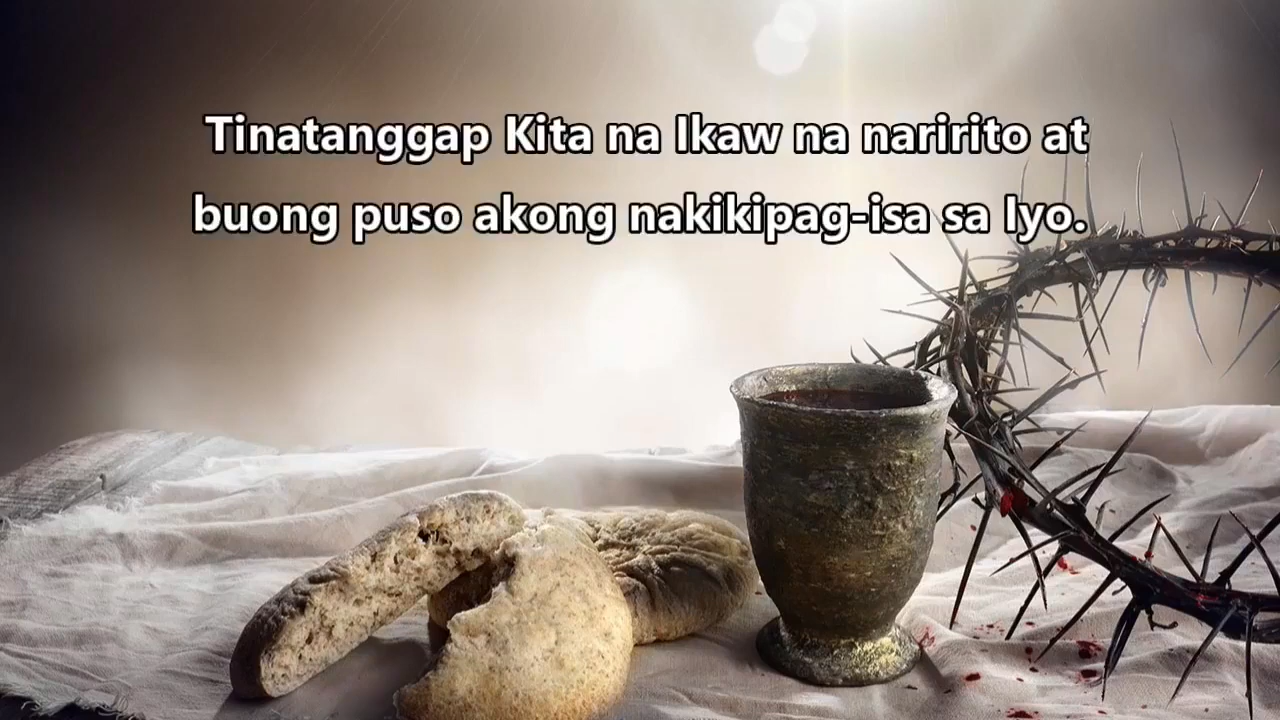 Tinatanggap Kita na Ikaw na naririto at
buong puso akong nakikipag-isa sa Iyo.